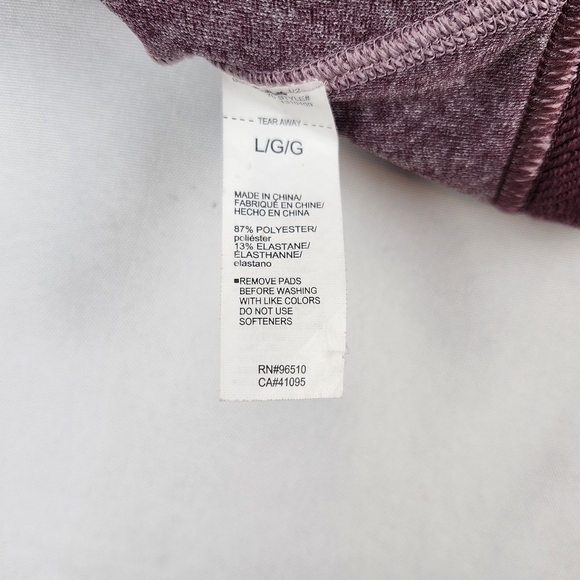 TEAR AWAY
L/G/G
MADE IN CHINA/
FABRIQUÉ EN CHINE/
HECHO EN CHINA
87% POLYESTER/
poliéster
13% ELASTANE/
ÉLASTHANNE/
elastano
■REMOVE PADS
BEFORE WASHING
WITH LIKE COLORS
DO NOT USE
SOFTENERS
RN#96510
CA#41095